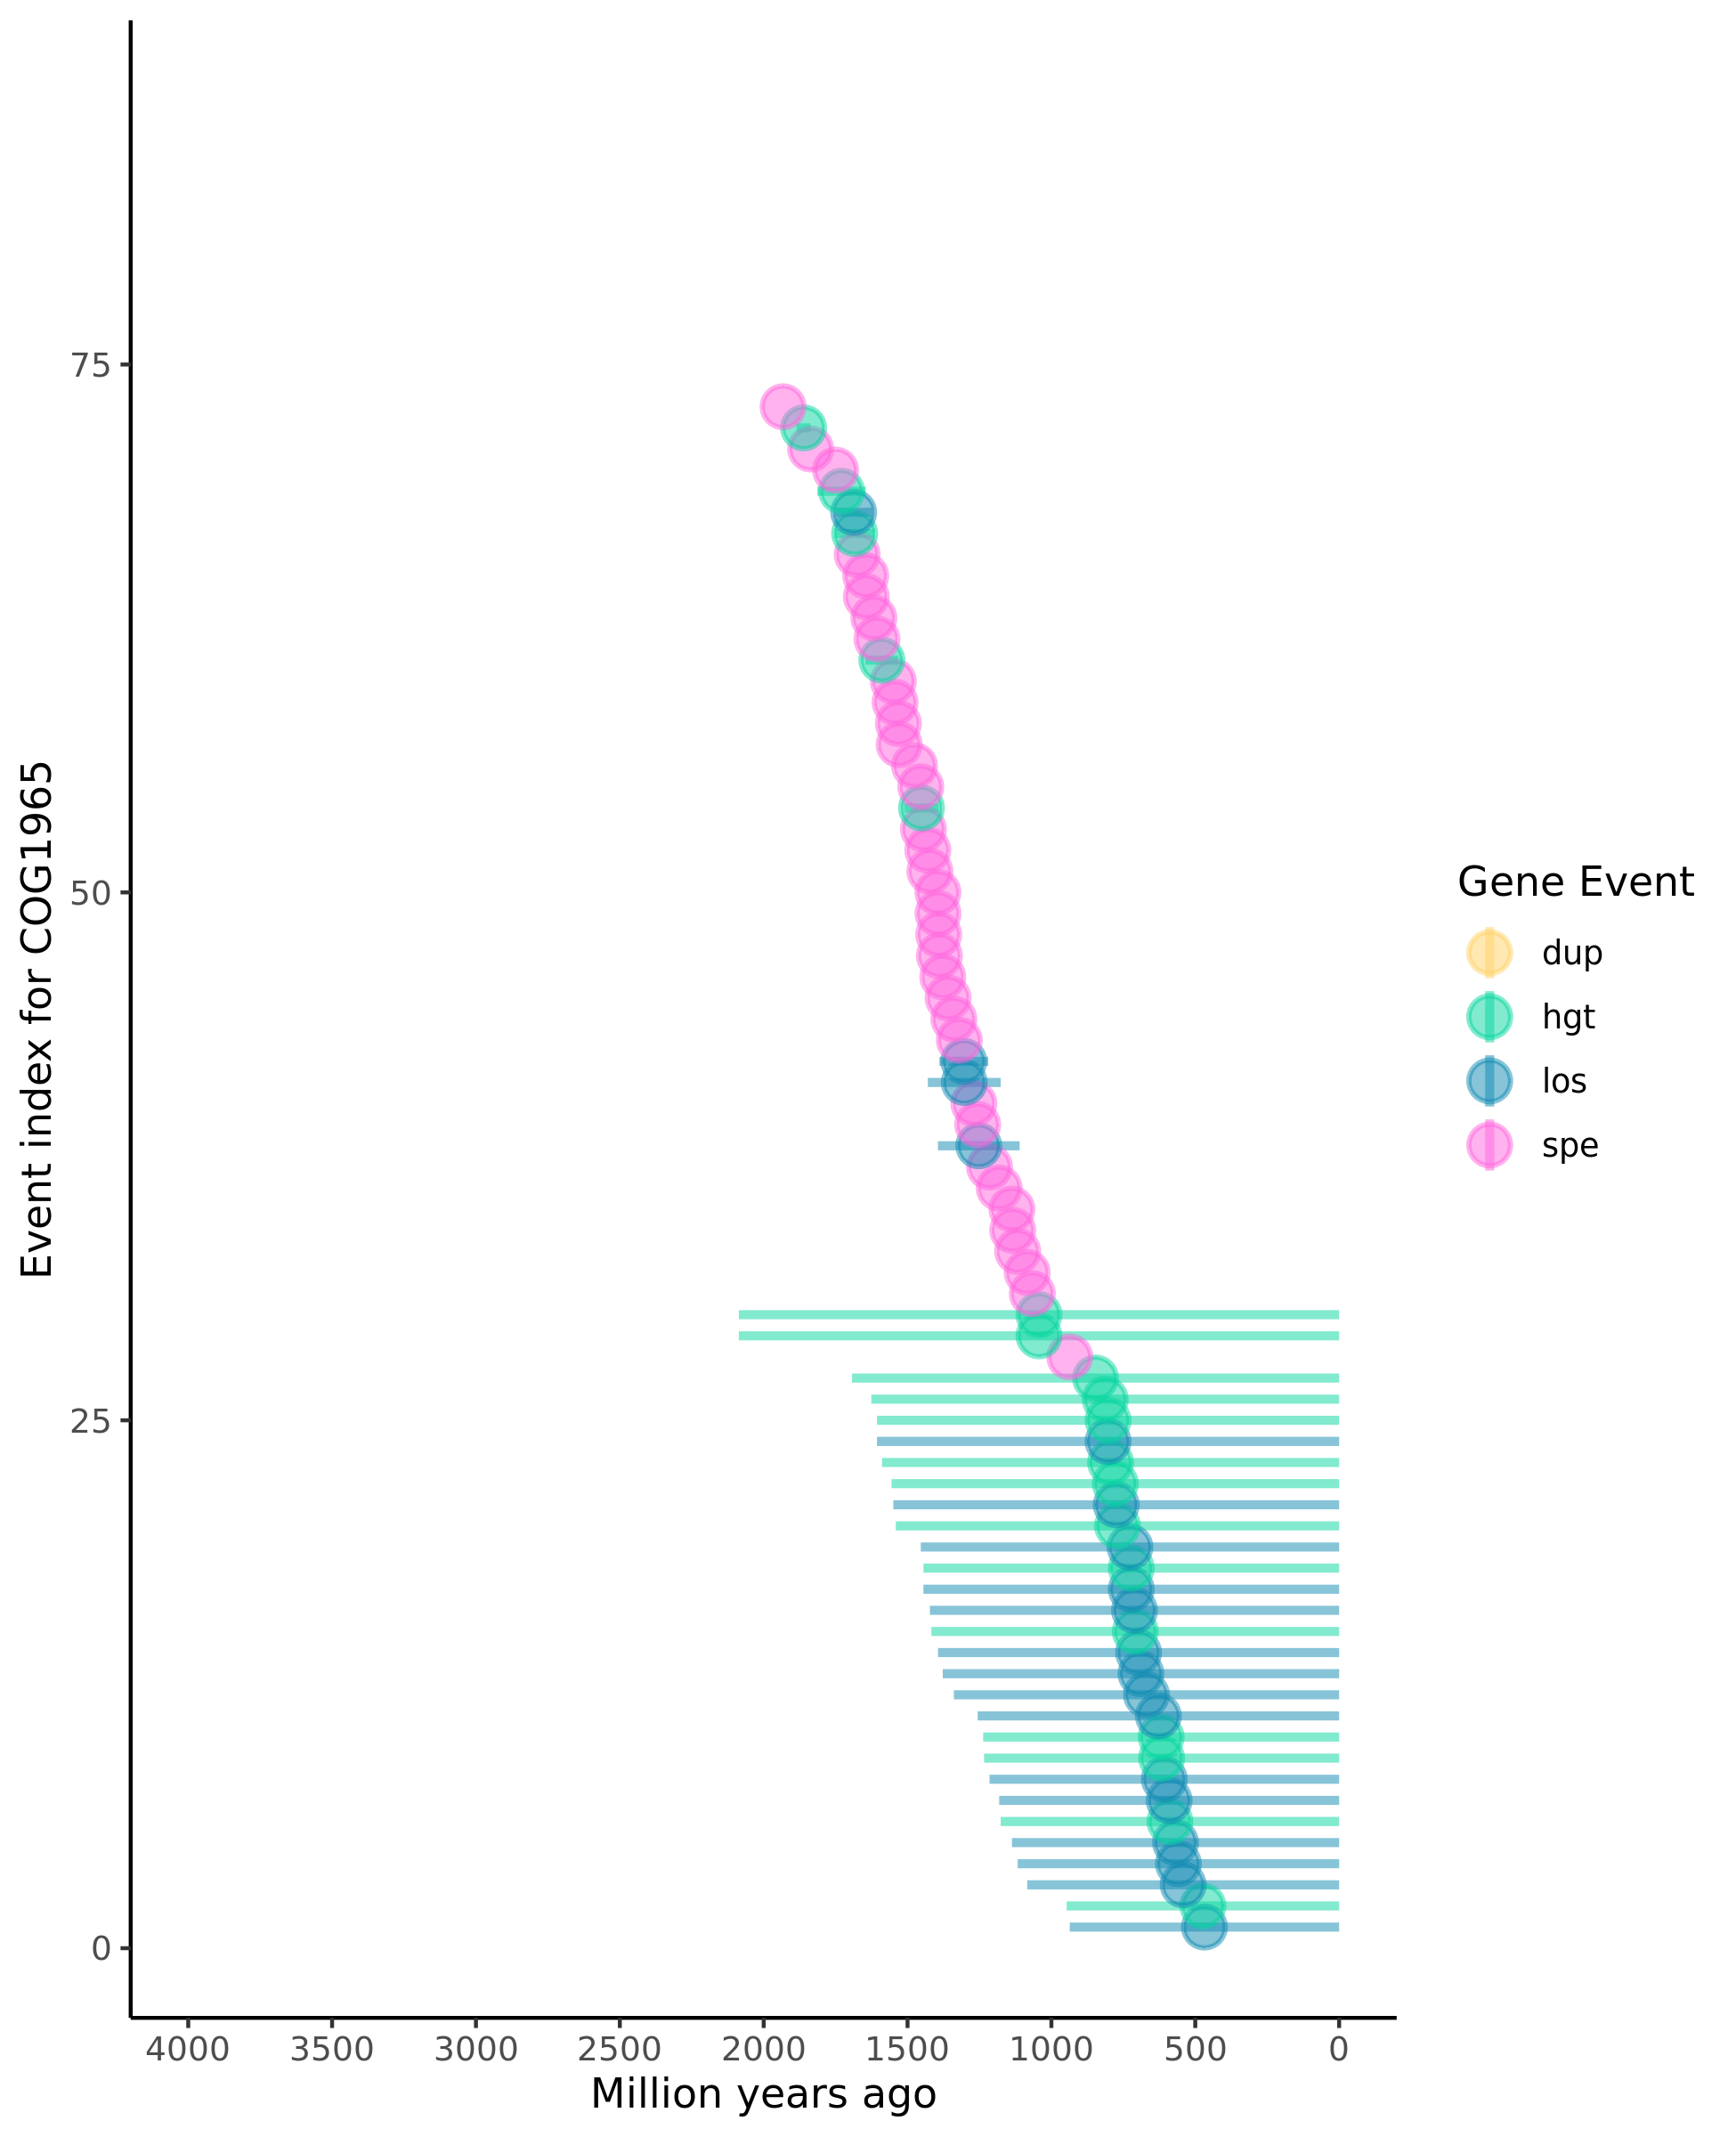 Event index for COG1965
75
50
25
0
4000 3500 3000 2500 2000 1500 1000 500 0
Million years ago
Gene Event
dup
hgt
los
spe